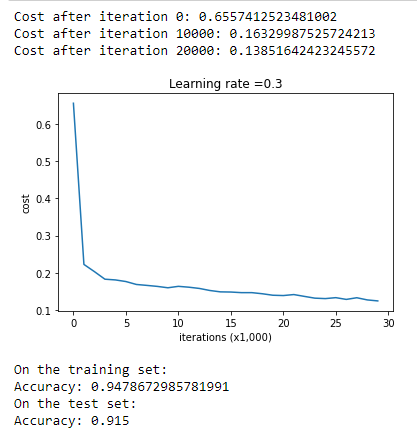 Cost after iteration 0: 0.6557412523481002
Cost after iteration 10000: 0.16329987525724213
Cost after iteration 20000: 0.13851642423245572
Learning rate =0.3
0.6
0.5
0.4
0.3
0.2
0.1
cost
0 5 10 15 20 25 30
iterations (x1,000)
On the training set:
Accuracy: 0.9478672985781991
On the test set:
Accuracy: 0.915